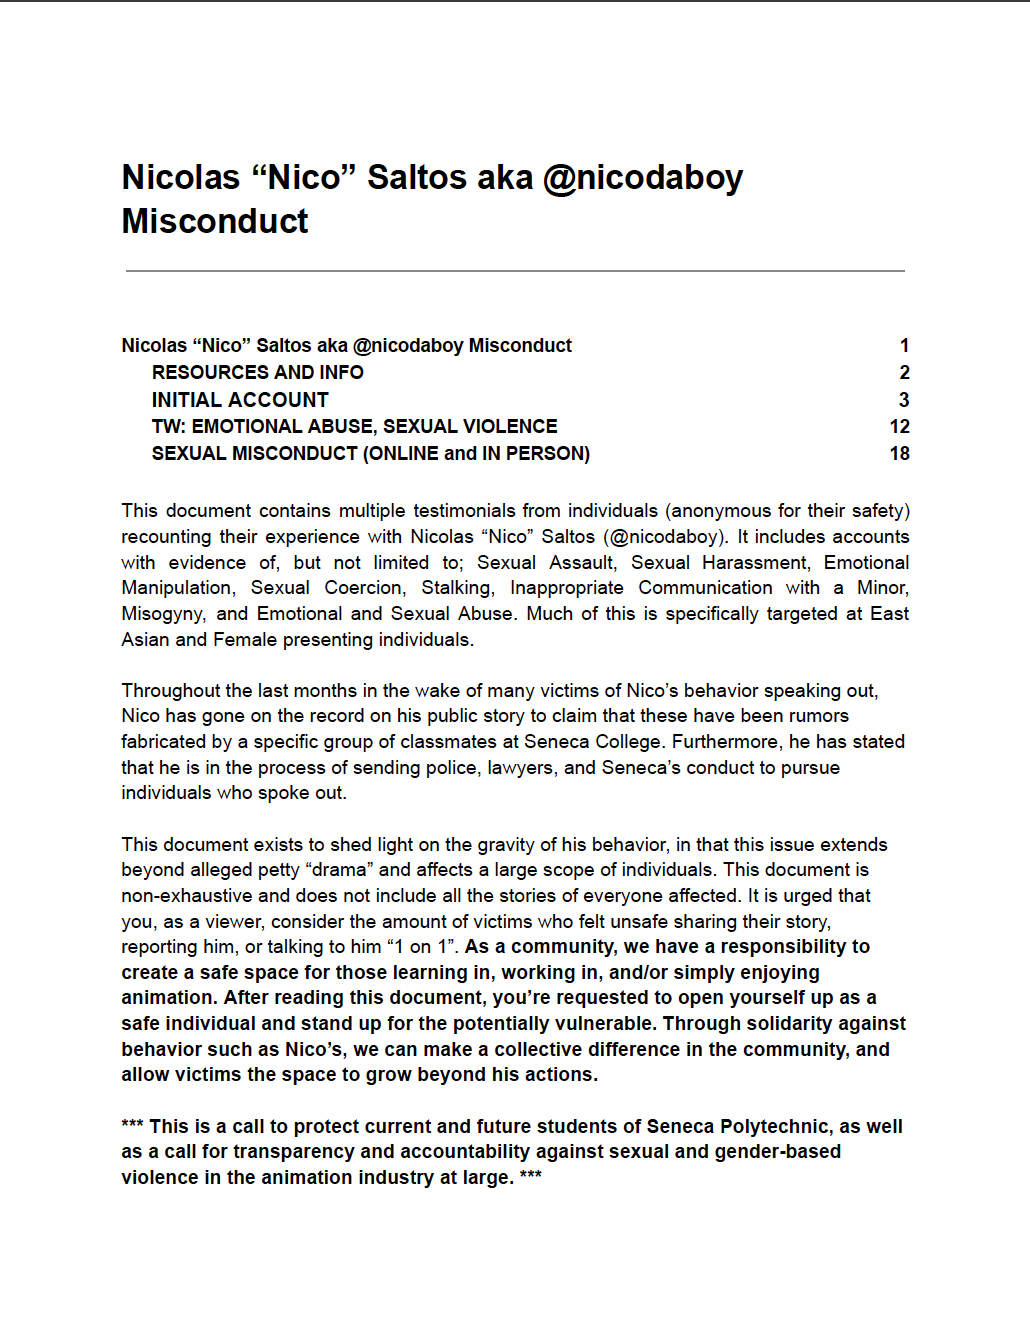 Nicolas “Nico” Saltos aka @nicodaboy
Misconduct
Nicolas “Nico” Saltos aka @nicodaboy Misconduct 1
RESOURCES AND INFO 2
INITIAL ACCOUNT 3
TW: EMOTIONAL ABUSE, SEXUAL VIOLENCE 12
SEXUAL MISCONDUCT (ONLINE and IN PERSON) 18
This document contains multiple testimonials from individuals (anonymous for their safety)
recounting their experience with Nicolas “Nico” Saltos (@nicodaboy). It includes accounts
with evidence of, but not limited to; Sexual Assault, Sexual Harassment, Emotional
Manipulation, Sexual Coercion, Stalking, Inappropriate Communication with a Minor,
Misogyny, and Emotional and Sexual Abuse. Much of this is specifically targeted at East
Asian and Female presenting individuals.
Throughout the last months in the wake of many victims of Nico’s behavior speaking out,
Nico has gone on the record on his public story to claim that these have been rumors
fabricated by a specific group of classmates at Seneca College. Furthermore, he has stated
that he is in the process of sending police, lawyers, and Seneca’s conduct to pursue
individuals who spoke out.
This document exists to shed light on the gravity of his behavior, in that this issue extends
beyond alleged petty “drama” and affects a large scope of individuals. This document is
non-exhaustive and does not include all the stories of everyone affected. It is urged that
you, as a viewer, consider the amount of victims who felt unsafe sharing their story,
reporting him, or talking to him “1 on 1”. As a community, we have a responsibility to
create a safe space for those learning in, working in, and/or simply enjoying
animation. After reading this document, you’re requested to open yourself up as a
safe individual and stand up for the potentially vulnerable. Through solidarity against
behavior such as Nico’s, we can make a collective difference in the community, and
allow victims the space to grow beyond his actions.
*** This is a call to protect current and future students of Seneca Polytechnic, as well
as a call for transparency and accountability against sexual and gender-based
violence in the animation industry at large. ***